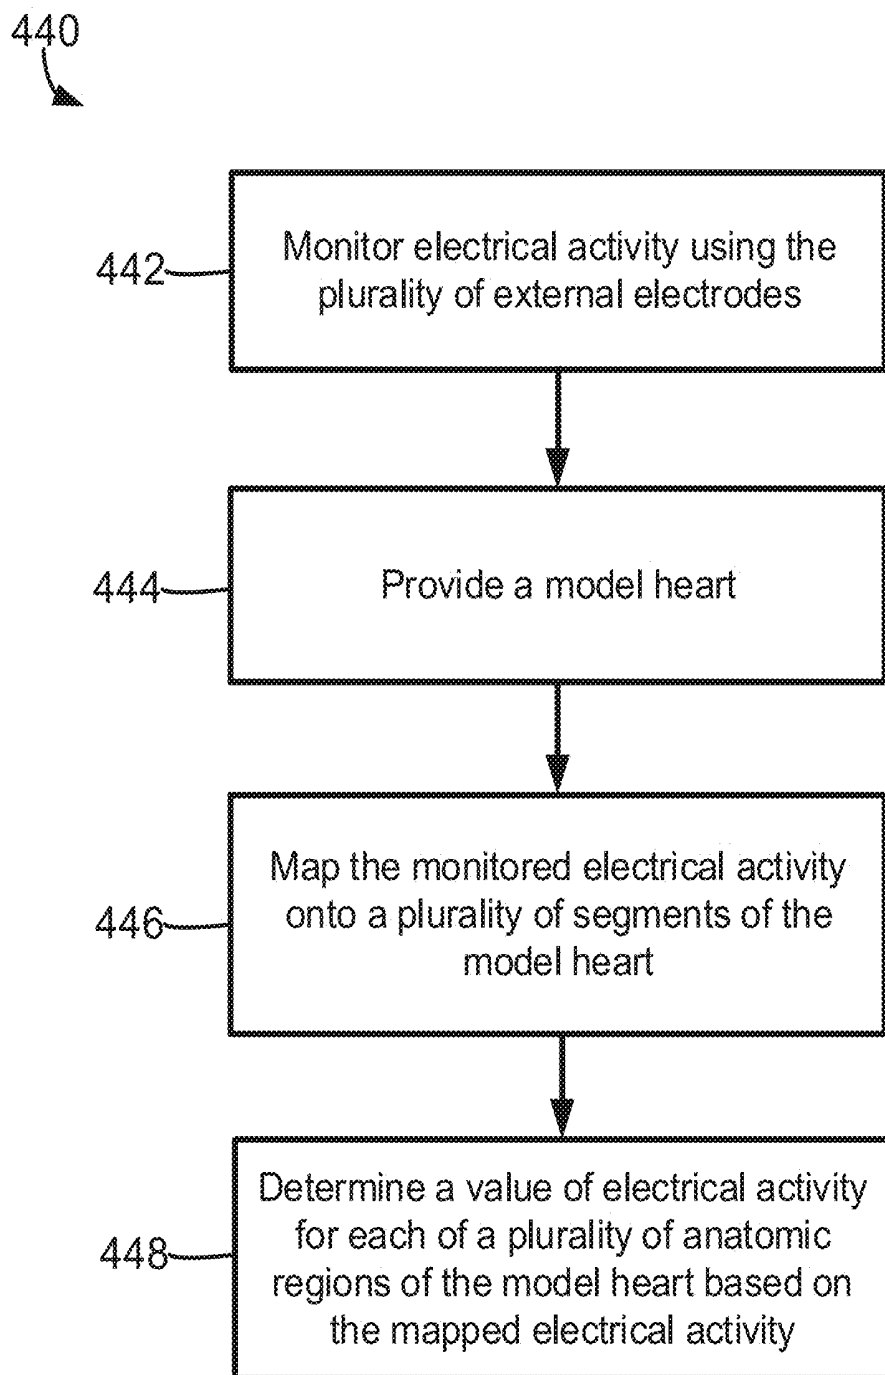 440
442
Monitor electrical activity using the
plurality of external electrodes
444
Provide a model heart
446
Map the monitored electrical activity
onto a plurality of segments of the
model heart
448
Determine a value of electrical activity
for each of a plurality of anatomic
regions of the model heart based on
the mapped electrical activity